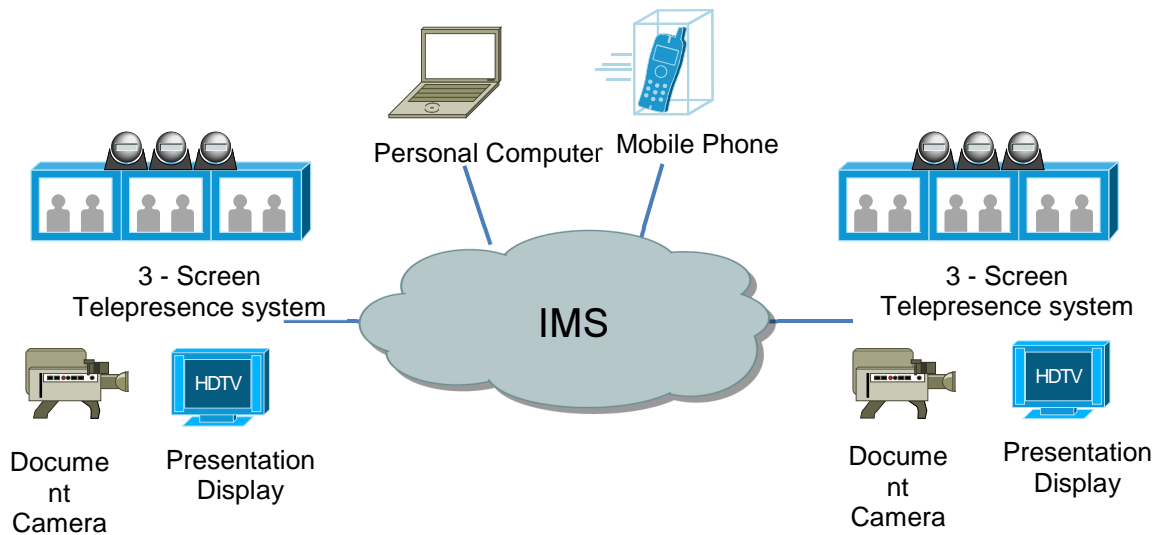 Personal Computer
Mobile Phone
3 - Screen
Telepresence system
3 - Screen
Telepresence system
IMS
HDTV
HDTV
Docume
nt
Camera
Presentation
Display
Docume
nt
Camera
Presentation
Display